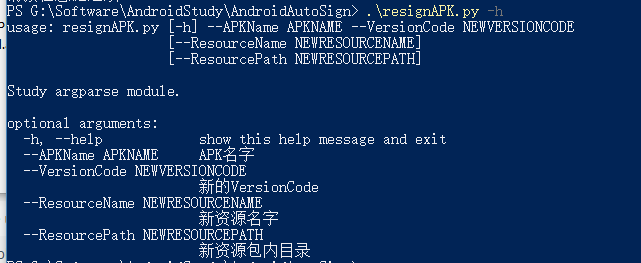 PS G:\Software\AndroidStudy\AndroidAutoSign> .\resignAPK.py -h
usage: resignAPK.py [-h] --APKName APKNAME --VersionCode NEWVERSIONCODE
[--ResourceName NEWRESOURCENAME]
[--ResourcePath NEWRESOURCEPATH]
Study argparse module.
optional arguments:
-h, --help show this help message and exit
--APKName APKNAME APK名字
--VersionCode NEWVERSIONCODE
新的VersionCode
--ResourceName NEWRESOURCENAME
新资源名字
--ResourcePath NEWRESOURCEPATH
新资源包内目录